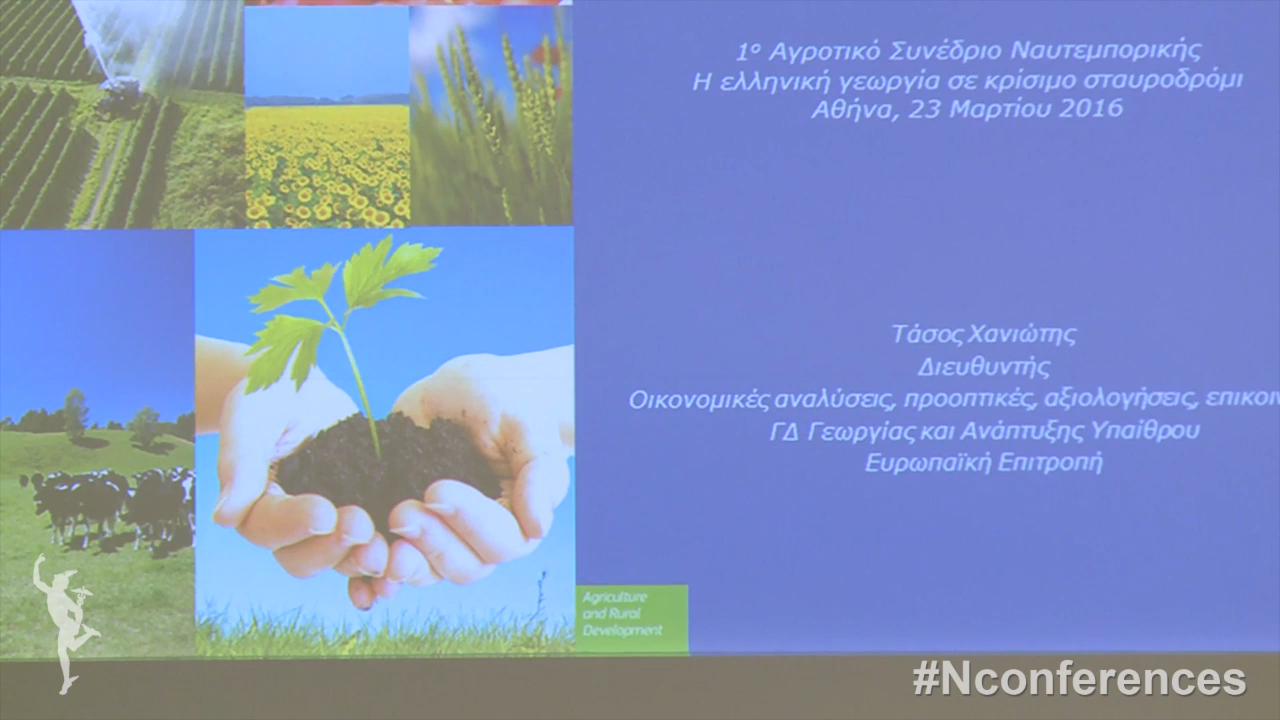 1ο Αγροτικό Συνέδριο Ναυτεμπορικής
Η ελληνική γεωργία σε κρίσιμο σταυροδρόμι
Αθήνα, 23 Μαρτίου 2016
Τάσος Χανιώτης
Διευθυντής
Οικονομικές αναλύσεις, προοπτικές, αξιολογήσεις, επικοιν
ΓΔ Γεωργίας και Ανάπτυξης Υπαίθρου
Ευρωπαϊκή Επιτροπή
Agriculture
and Rural
Development
#Nconferences